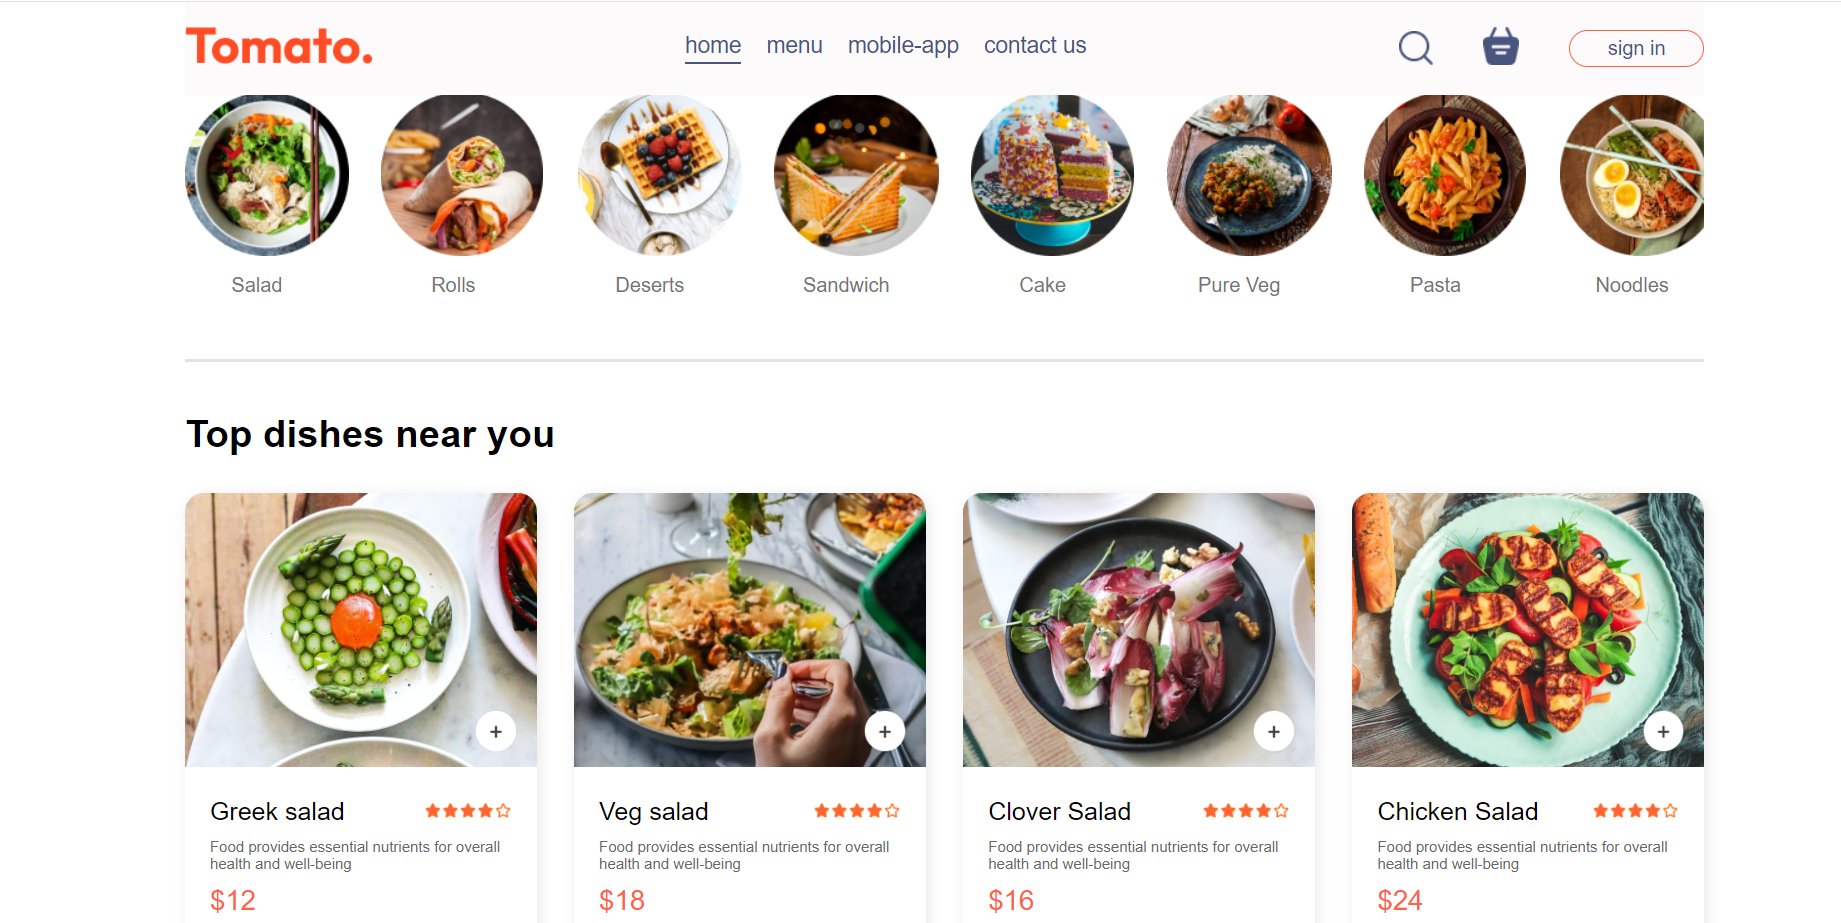 Tomato.
home menu mobile-app contact us
sign in
Salad
Rolls
Deserts
Sandwich
Cake
Pure Veg
Pasta
Noodles
Top dishes near you
+
+
+
+
Greek salad
Food provides essential nutrients for overall
health and well-being
$12
Veg salad
Food provides essential nutrients for overall
health and well-being
$18
Clover Salad
Food provides essential nutrients for overall
health and well-being
$16
Chicken Salad
Food provides essential nutrients for overall
health and well-being
$24